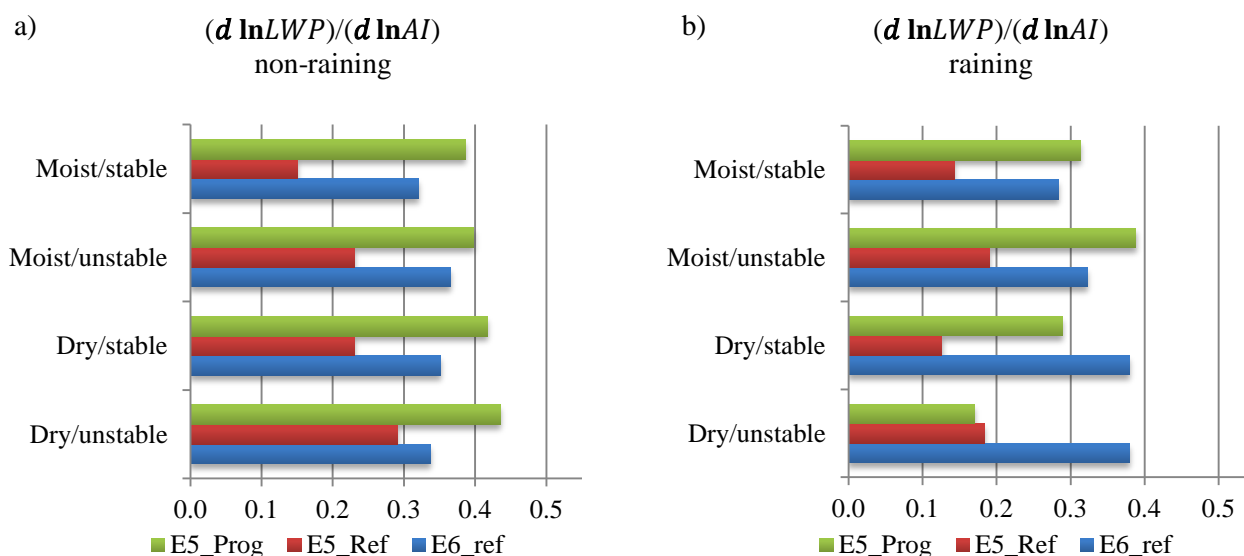 a)
(d lnLWP)/(d lnAI)
non-raining
Moist/stable
Moist/unstable
Dry/stable
Dry/unstable
0.0 0.1 0.2 0.3 0.4 0.5
E5_Prog E5_Ref E6_ref
b)
(d lnLWP)/(d lnAI)
raining
Moist/stable
Moist/unstable
Dry/stable
Dry/unstable
0.0 0.1 0.2 0.3 0.4 0.5
E5_Prog E5_Ref E6_ref